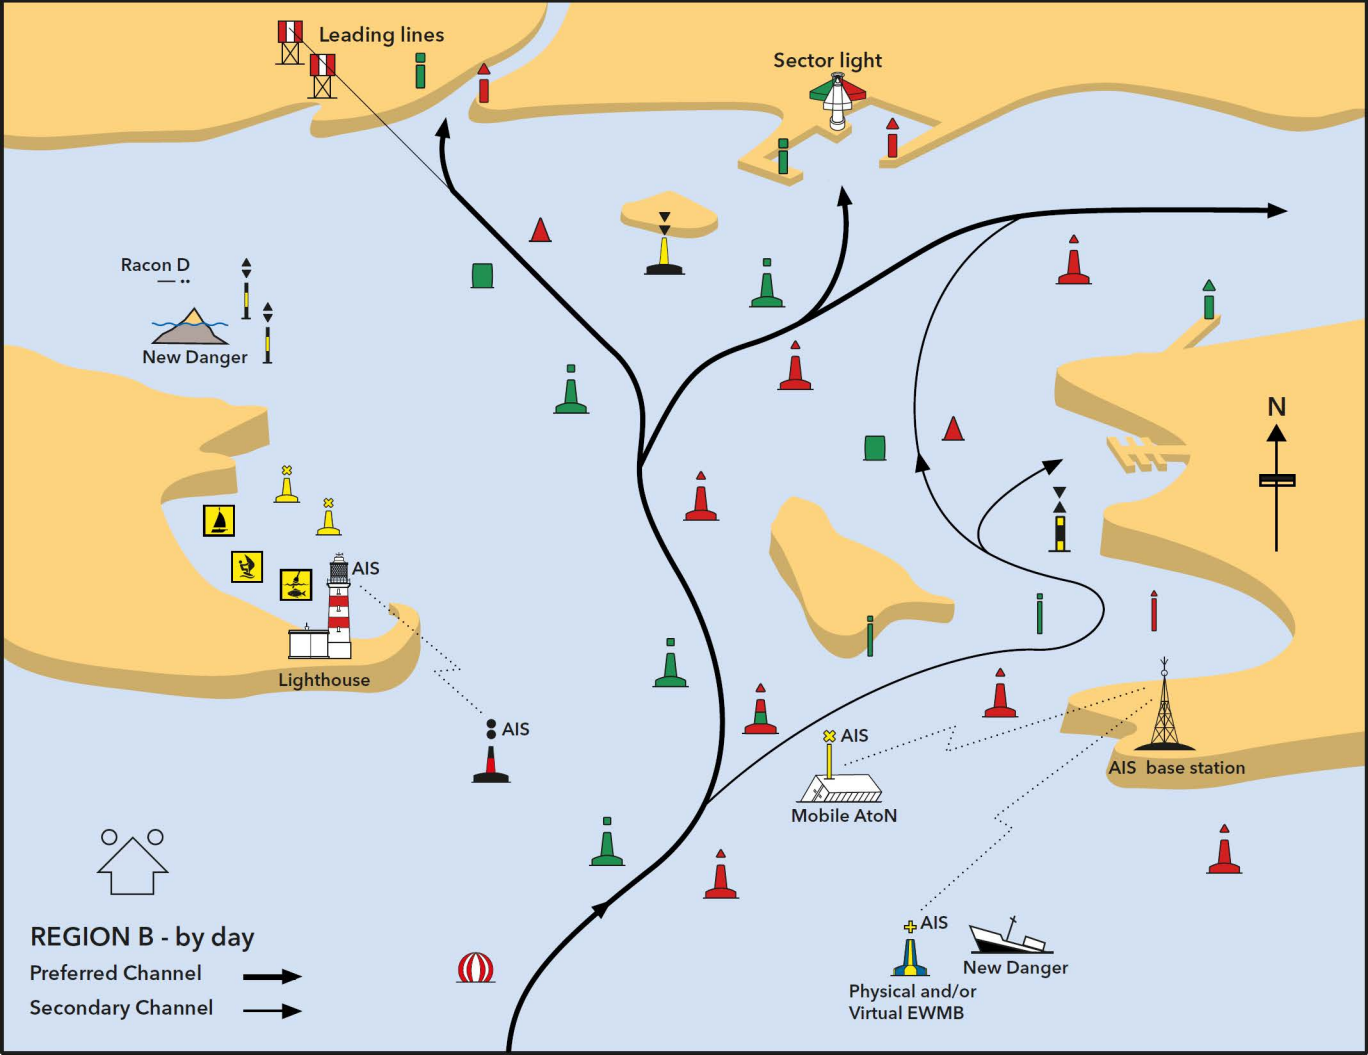 Leading lines
Sector light
Racon D
New Danger
N
AIS
Lighthouse
AIS
AIS
Mobile AtoN
AIS base station
REGION B - by day
Preferred Channel
Secondary Channel
AIS
New Danger
Physical and/or
Virtual EWMB